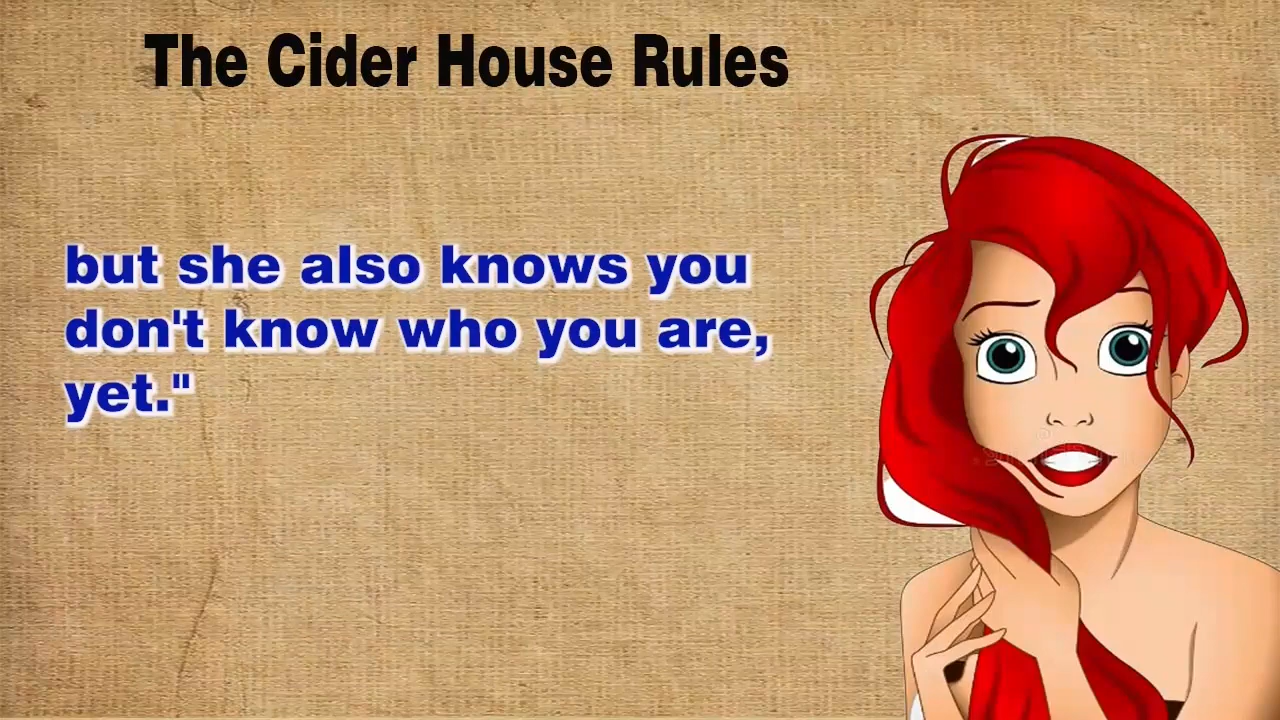 The Cider House Rules
but she also knows you
don't know who you are,
yet."